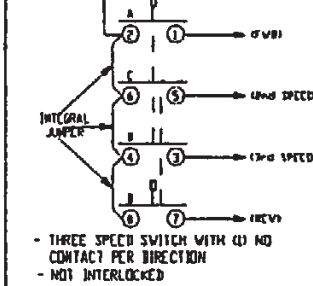 A
2 1 (FWD)
C
6 5 (2nd SPEED
INTEGRAL
JUMPER
4 3 (3rd SPEED
8 7 (REV)
- THREE SPEED SWITCH WITH (1) NO
CONTACT PER DIRECTION
- NOT INTERLOCKED